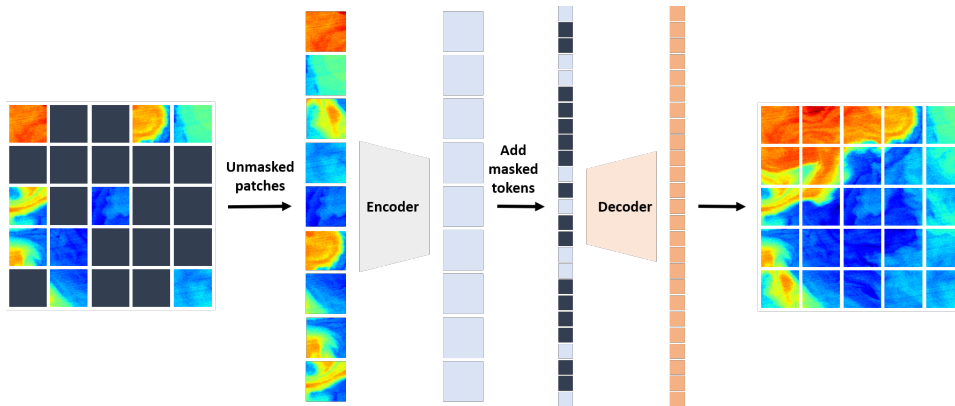 Unmasked
patches
Encoder
Add
masked
tokens
Decoder